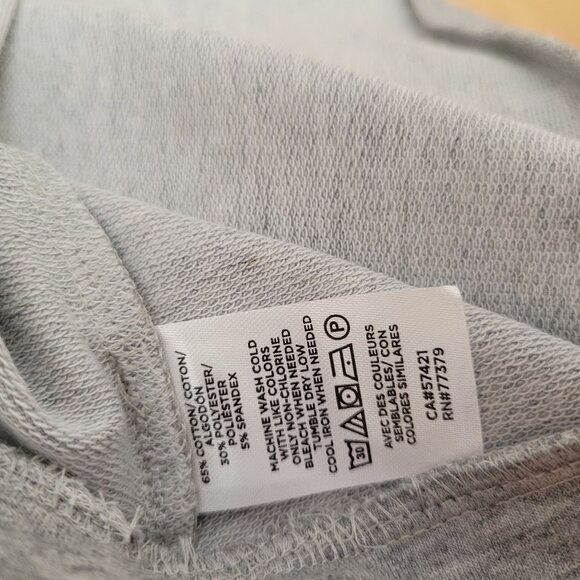 65% COTTON/COTON/
ALGODÓN
30% POLYESTER/
POLIÉSTER
5% SPANDEX
MACHINE WASH COLD
WITH LIKE COLORS
ONLY NON-CHLORINE
BLEACH WHEN NEEDED
TUMBLE DRY LOW
COOL IRON WHEN NEEDED
30 P
AVEC DES COULEURS
SEMBLABLES/ CON
COLORES SIMILARES
CA#57421
RN#77379